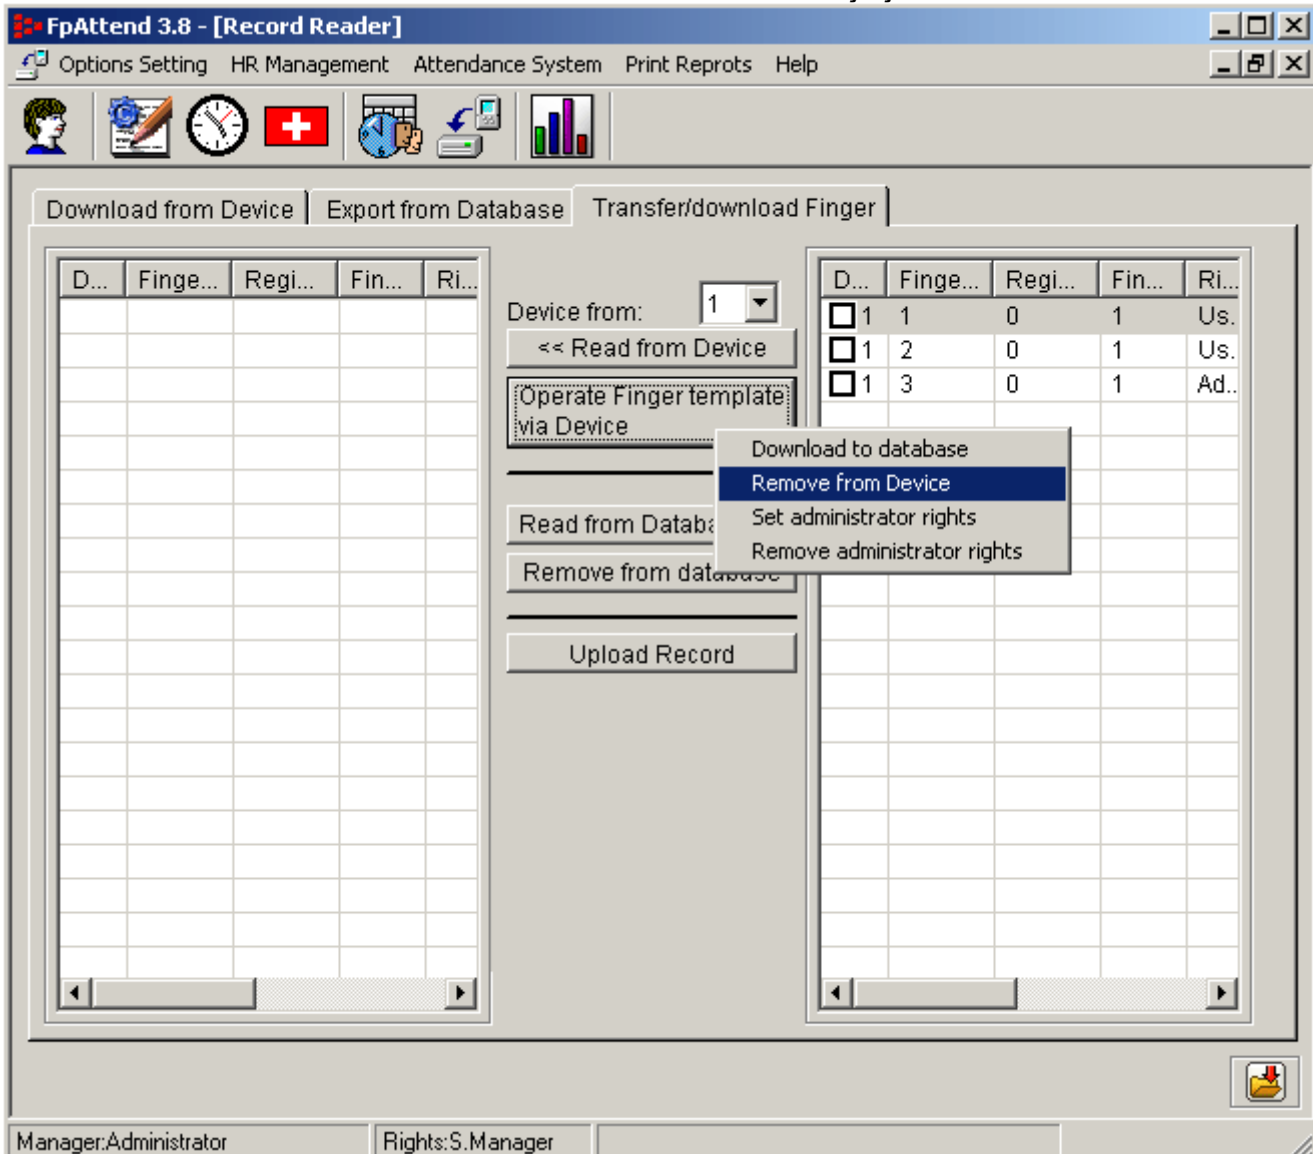 FpAttend 3.8 - [Record Reader]
Options Setting HR Management Attendance System Print Reprots Help
Download from Device Export from Database Transfer/download Finger
D... Finge... Regi... Fin... Ri...
Device from: 1
<< Read from Device
Operate Finger template
via Device
Read from Databa
Remove from database
Upload Record
D... Finge... Regi... Fin... Ri...
1 1 0 1 Us.
1 2 0 1 Us.
1 3 0 1 Ad..
Download to database
Remove from Device
Set administrator rights
Remove administrator rights
Manager:Administrator Rights:S.Manager